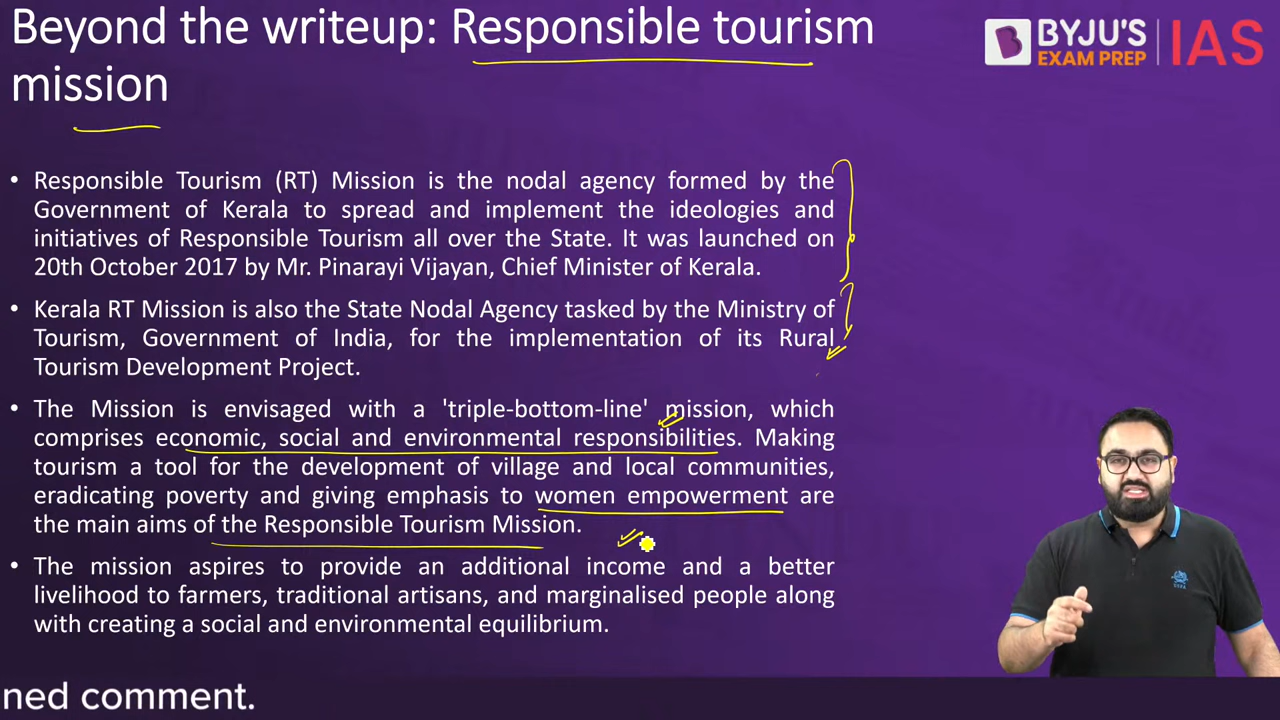 Beyond the writeup: Responsible tourism
mission
BYJU'S
EXAM PREP
IAS
• Responsible Tourism (RT) Mission is the nodal agency formed by the
Government of Kerala to spread and implement the ideologies and
initiatives of Responsible Tourism all over the State. It was launched on
20th October 2017 by Mr. Pinarayi Vijayan, Chief Minister of Kerala.
• Kerala RT Mission is also the State Nodal Agency tasked by the Ministry of
Tourism, Government of India, for the implementation of its Rural
Tourism Development Project.
• The Mission is envisaged with a 'triple-bottom-line' mission, which
comprises economic, social and environmental responsibilities. Making
tourism a tool for the development of village and local communities,
eradicating poverty and giving emphasis to women empowerment are
the main aims of the Responsible Tourism Mission.
• The mission aspires to provide an additional income and a better
livelihood to farmers, traditional artisans, and marginalised people along
with creating a social and environmental equilibrium.
ned comment.